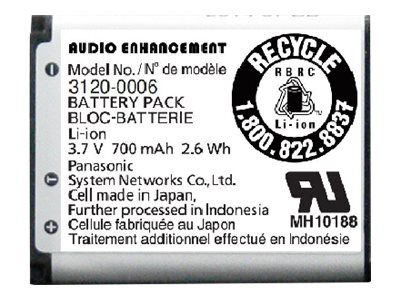 AUDIO ENHANCEMENT
Model No./N° de modèle
3120-0006
BATTERY PACK
BLOC-BATTERIE
Li-ion
3.7 V 700 mAh 2.6 Wh
Panasonic
System Networks Co., Ltd.
Cell made in Japan,
Further processed in Indonesia
Cellule fabriquée au Japon
Traitement additionnel effectué en Indonésie
RECYCLE
RBRC
Li-ion
1.800.822.8837
MH10188